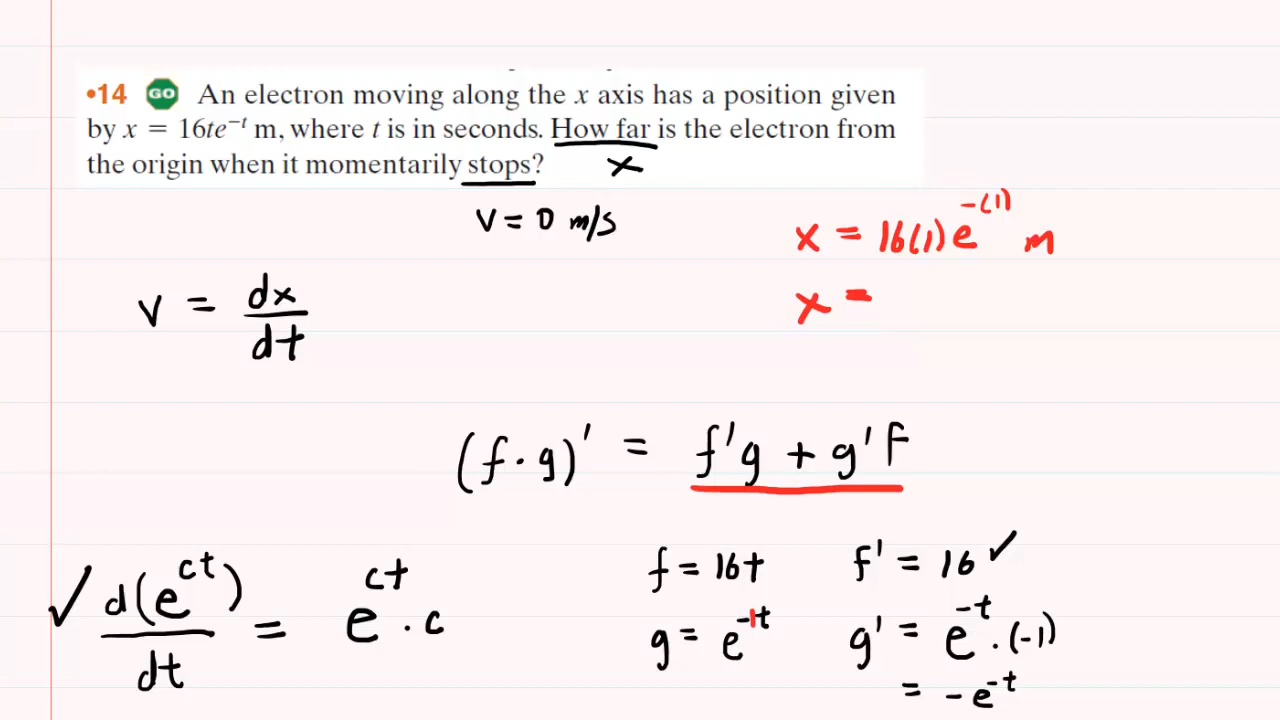 •14 GO An electron moving along the x axis has a position given
by x = 16te⁻ᵗ m, where t is in seconds. How far is the electron from
the origin when it momentarily stops?
x
v = 0 m/s
x = 16(1)e⁻⁽¹⁾ m
x =
v = dx/dt
(f·g)' = f'g + g'f
✓ d(e^ct)/dt = e^ct · c
f = 16t f' = 16 ✓
g = e^-1t g' = e^-t · (-1)
= -e^-t